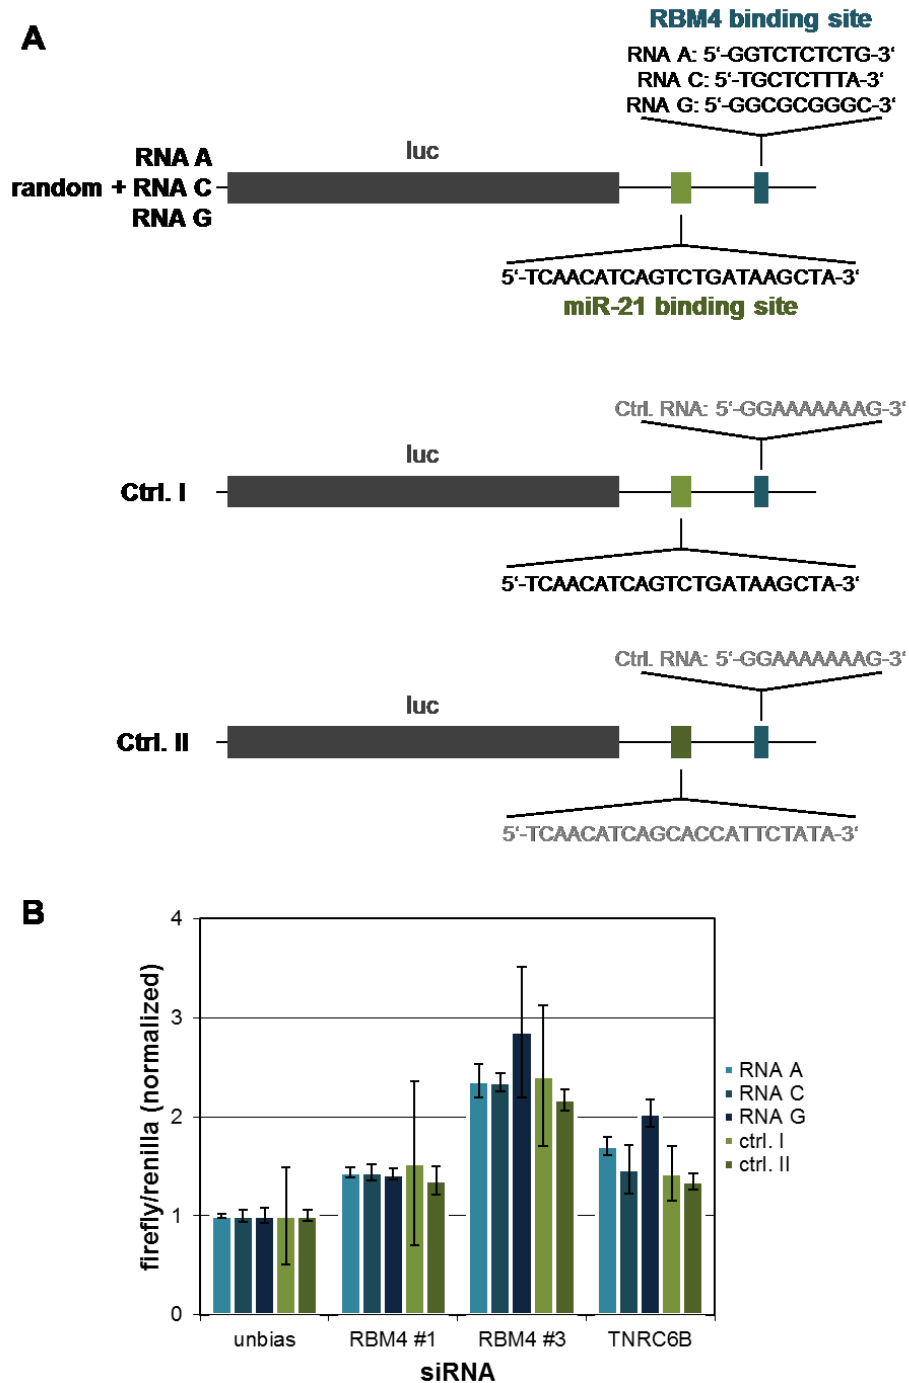 A
RBM4 binding site
RNA A: 5‘-GGTCTCTCTG-3‘
RNA C: 5‘-TGCTCTTTA-3‘
RNA G: 5‘-GGCGCGGGC-3‘
luc
RNA A
random + RNA C
RNA G
5‘-TCAACATCAGTCTGATAAGCTA-3‘
miR-21 binding site
Ctrl. RNA: 5‘-GGAAAAAAAG-3‘
luc
Ctrl. I
5‘-TCAACATCAGTCTGATAAGCTA-3‘
Ctrl. RNA: 5‘-GGAAAAAAAG-3‘
luc
Ctrl. II
5‘-TCAACATCAGCACCATTCTATA-3‘
B
firefly/renilla (normalized)
4
3
2
1
0
RNA A
RNA C
RNA G
ctrl. I
ctrl. II
unbias RBM4 #1 RBM4 #3 TNRC6B
siRNA